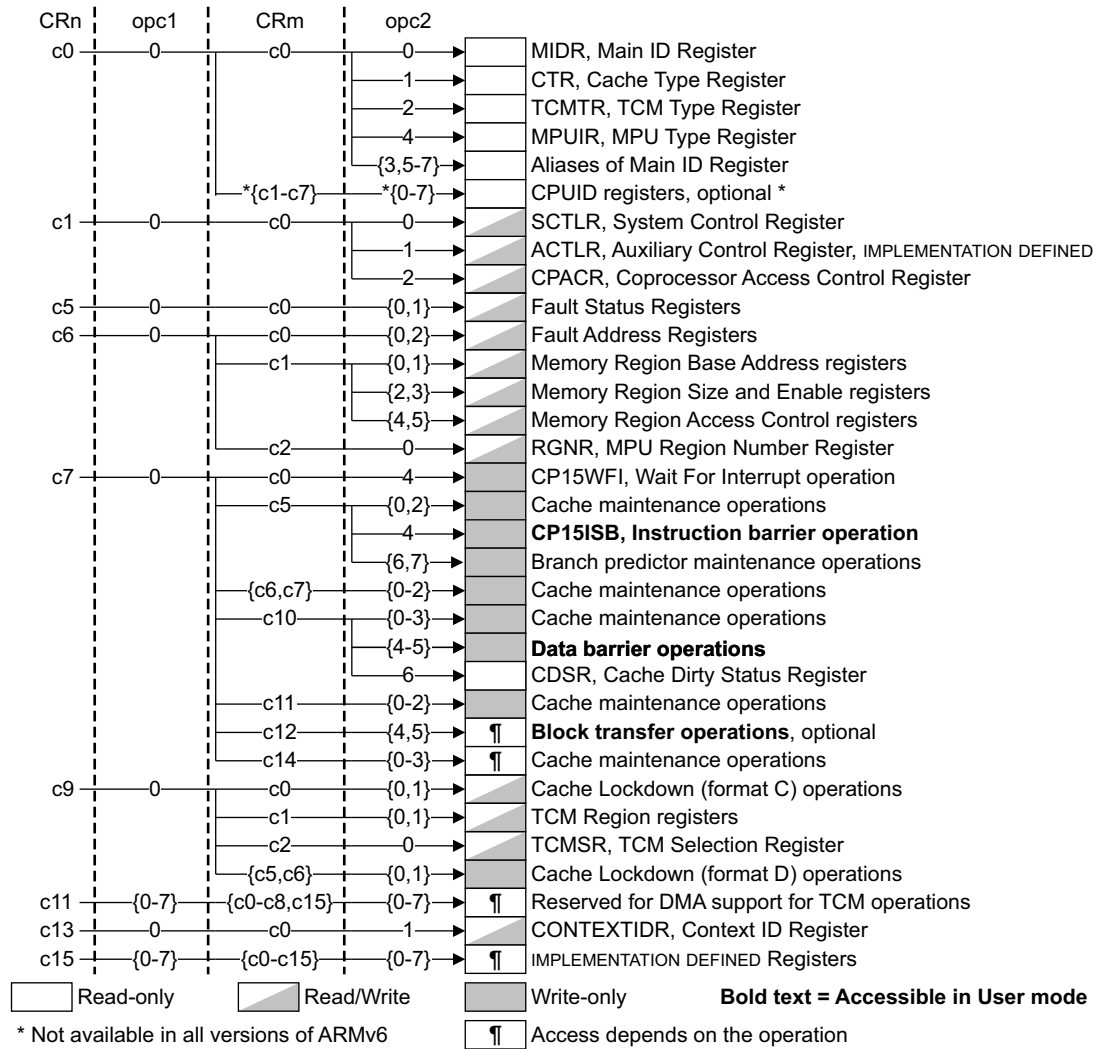 CRn opc1 CRm opc2
c0 0 c0 0 MIDR, Main ID Register
1 CTR, Cache Type Register
2 TCMTR, TCM Type Register
4 MPUIR, MPU Type Register
{3,5-7} Aliases of Main ID Register
*{c1-c7} *{0-7} CPUID registers, optional *
c1 0 c0 0 SCTLR, System Control Register
1 ACTLR, Auxiliary Control Register, IMPLEMENTATION DEFINED
2 CPACR, Coprocessor Access Control Register
c5 0 c0 {0,1} Fault Status Registers
c6 0 c0 {0,2} Fault Address Registers
c1 {0,1} Memory Region Base Address registers
{2,3} Memory Region Size and Enable registers
{4,5} Memory Region Access Control registers
c2 0 RGNR, MPU Region Number Register
c7 0 c0 4 CP15WFI, Wait For Interrupt operation
c5 {0,2} Cache maintenance operations
4 CP15ISB, Instruction barrier operation
{6,7} Branch predictor maintenance operations
{c6,c7} {0-2} Cache maintenance operations
c10 {0-3} Cache maintenance operations
{4-5} Data barrier operations
6 CDSR, Cache Dirty Status Register
c11 {0-2} Cache maintenance operations
c12 {4,5} ¶ Block transfer operations, optional
c14 {0-3} ¶ Cache maintenance operations
c9 0 c0 {0,1} Cache Lockdown (format C) operations
c1 {0,1} TCM Region registers
c2 0 TCMSR, TCM Selection Register
{c5,c6} {0,1} Cache Lockdown (format D) operations
c11 {0-7} {c0-c8,c15} {0-7} ¶ Reserved for DMA support for TCM operations
c13 0 c0 1 CONTEXTIDR, Context ID Register
c15 {0-7} {c0-c15} {0-7} ¶ IMPLEMENTATION DEFINED Registers
Read-only Read/Write Write-only Bold text = Accessible in User mode
* Not available in all versions of ARMv6 ¶ Access depends on the operation